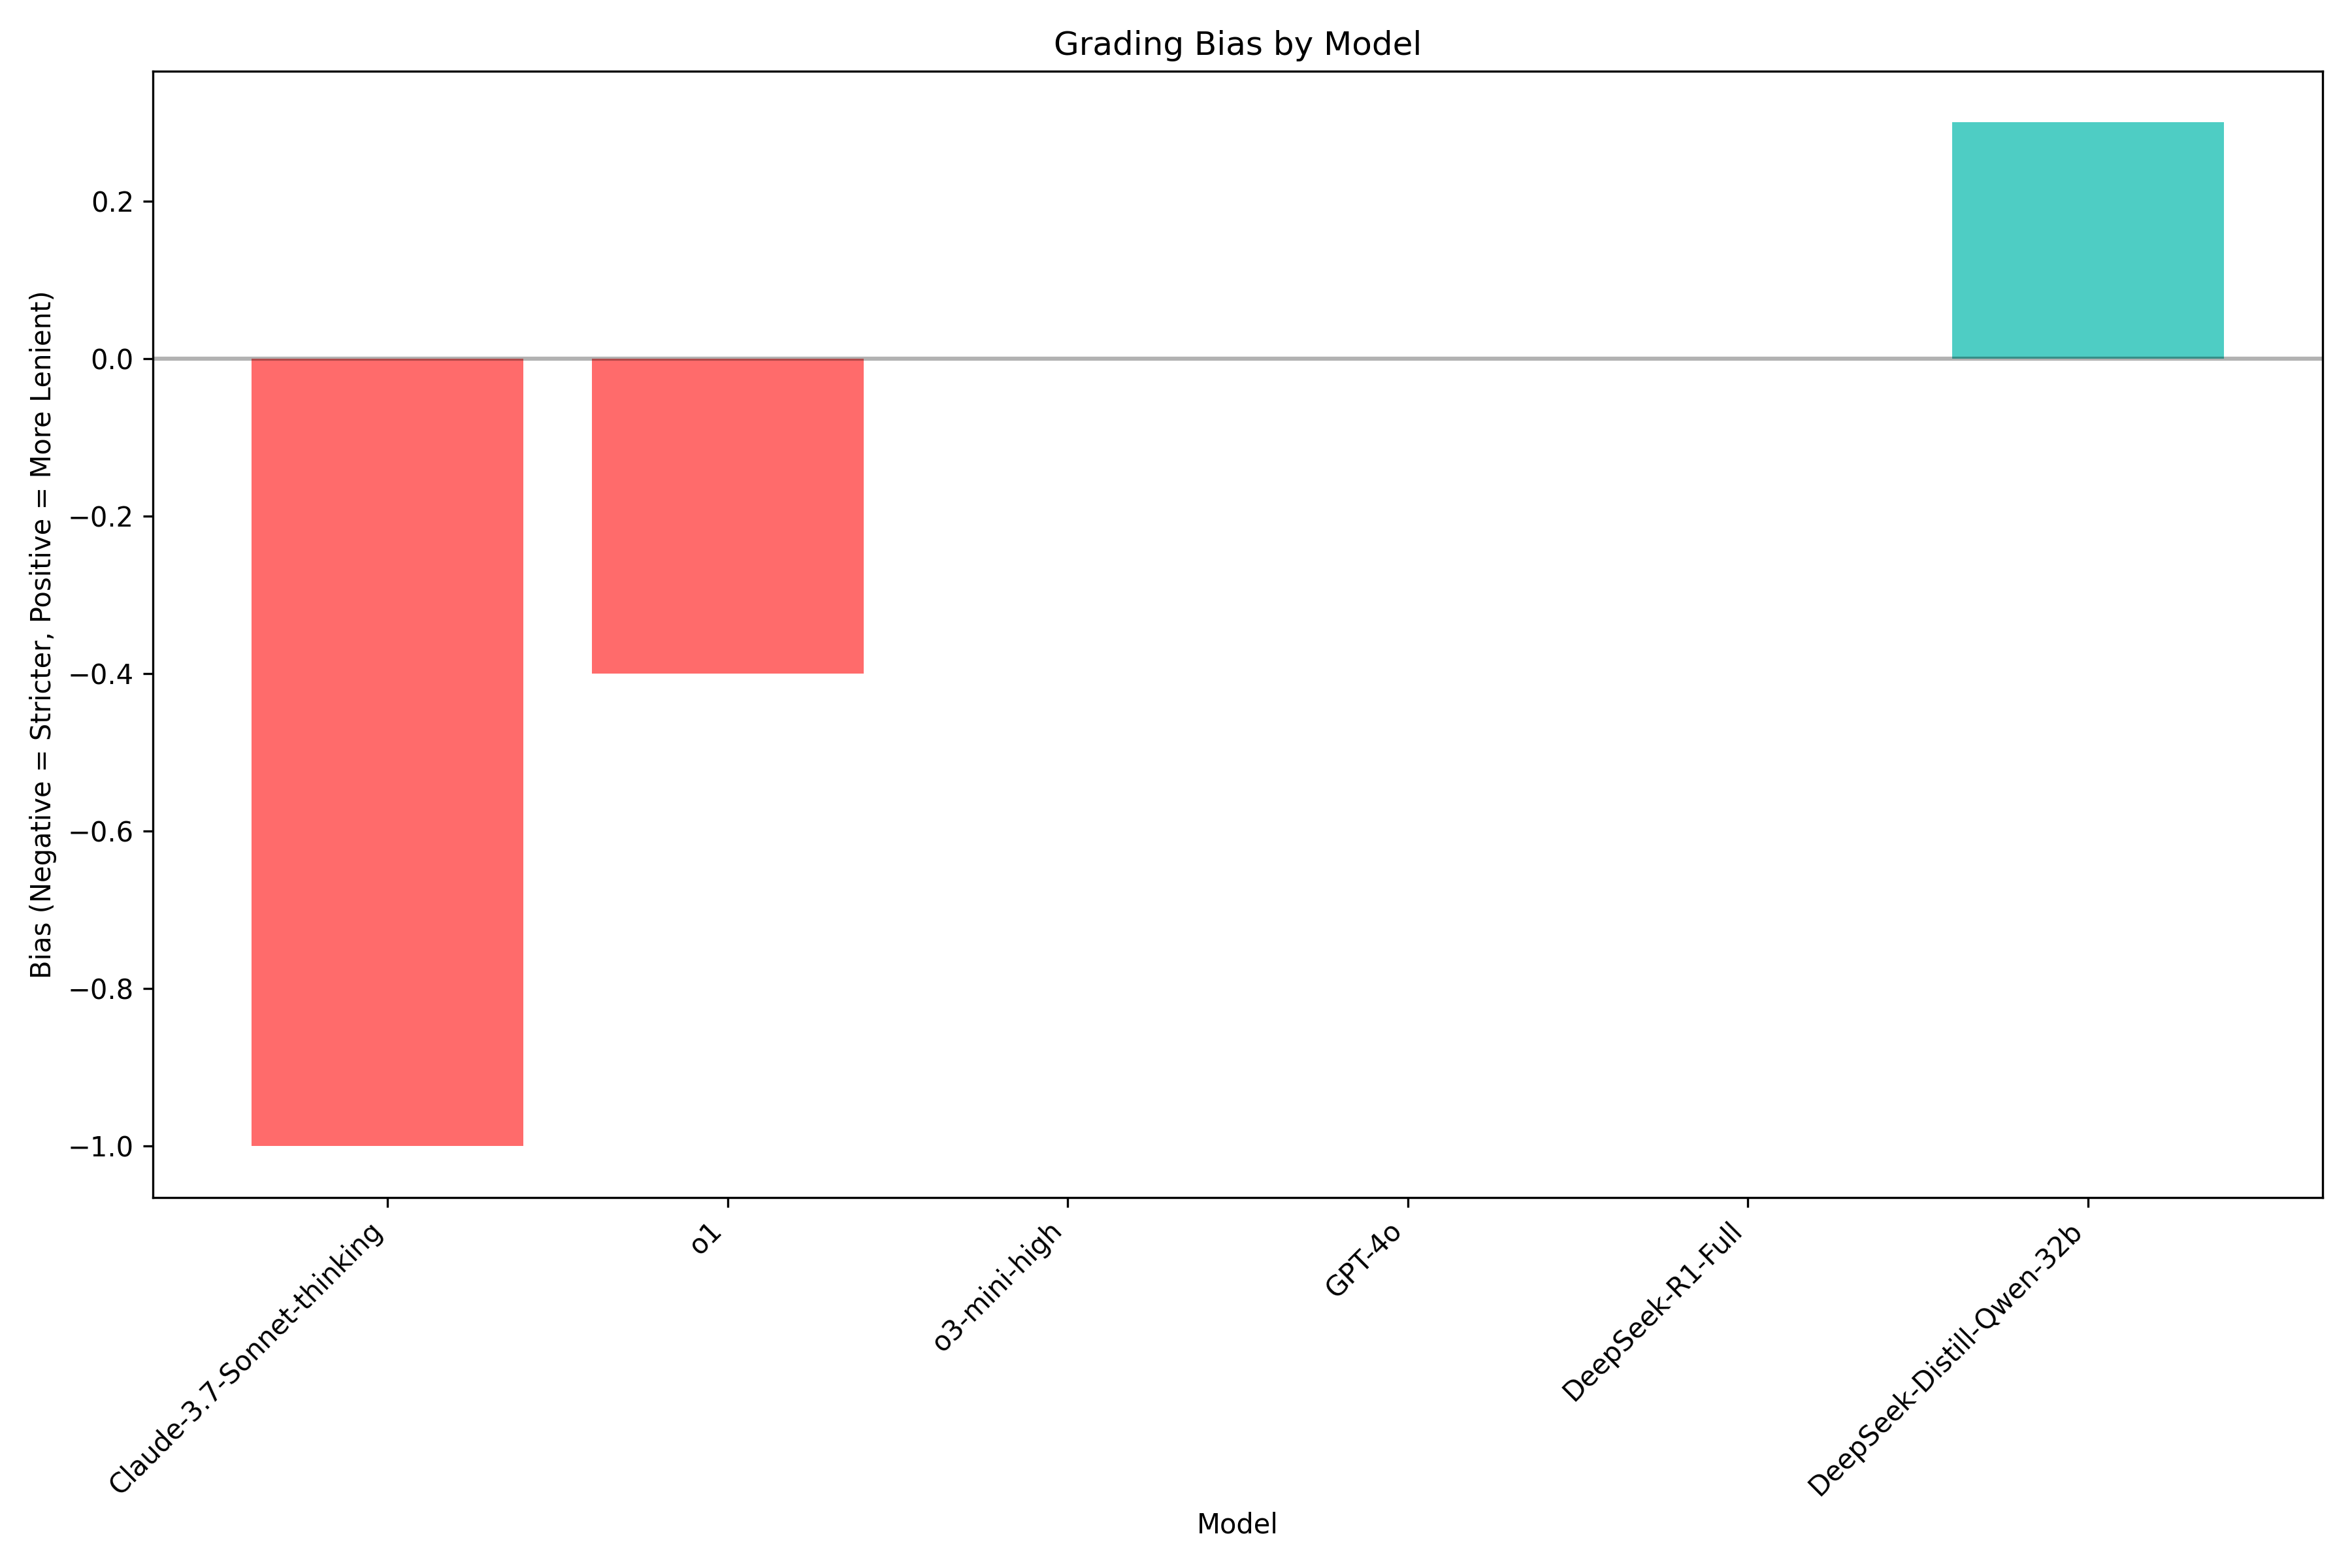 Grading Bias by Model
Bias (Negative = Stricter, Positive = More Lenient)
0.2
0.0
−0.2
−0.4
−0.6
−0.8
−1.0
Claude-3.7-Sonnet-thinking
o1
o3-mini-high
GPT-4o
DeepSeek-R1-Full
DeepSeek-Distill-Qwen-32b
Model